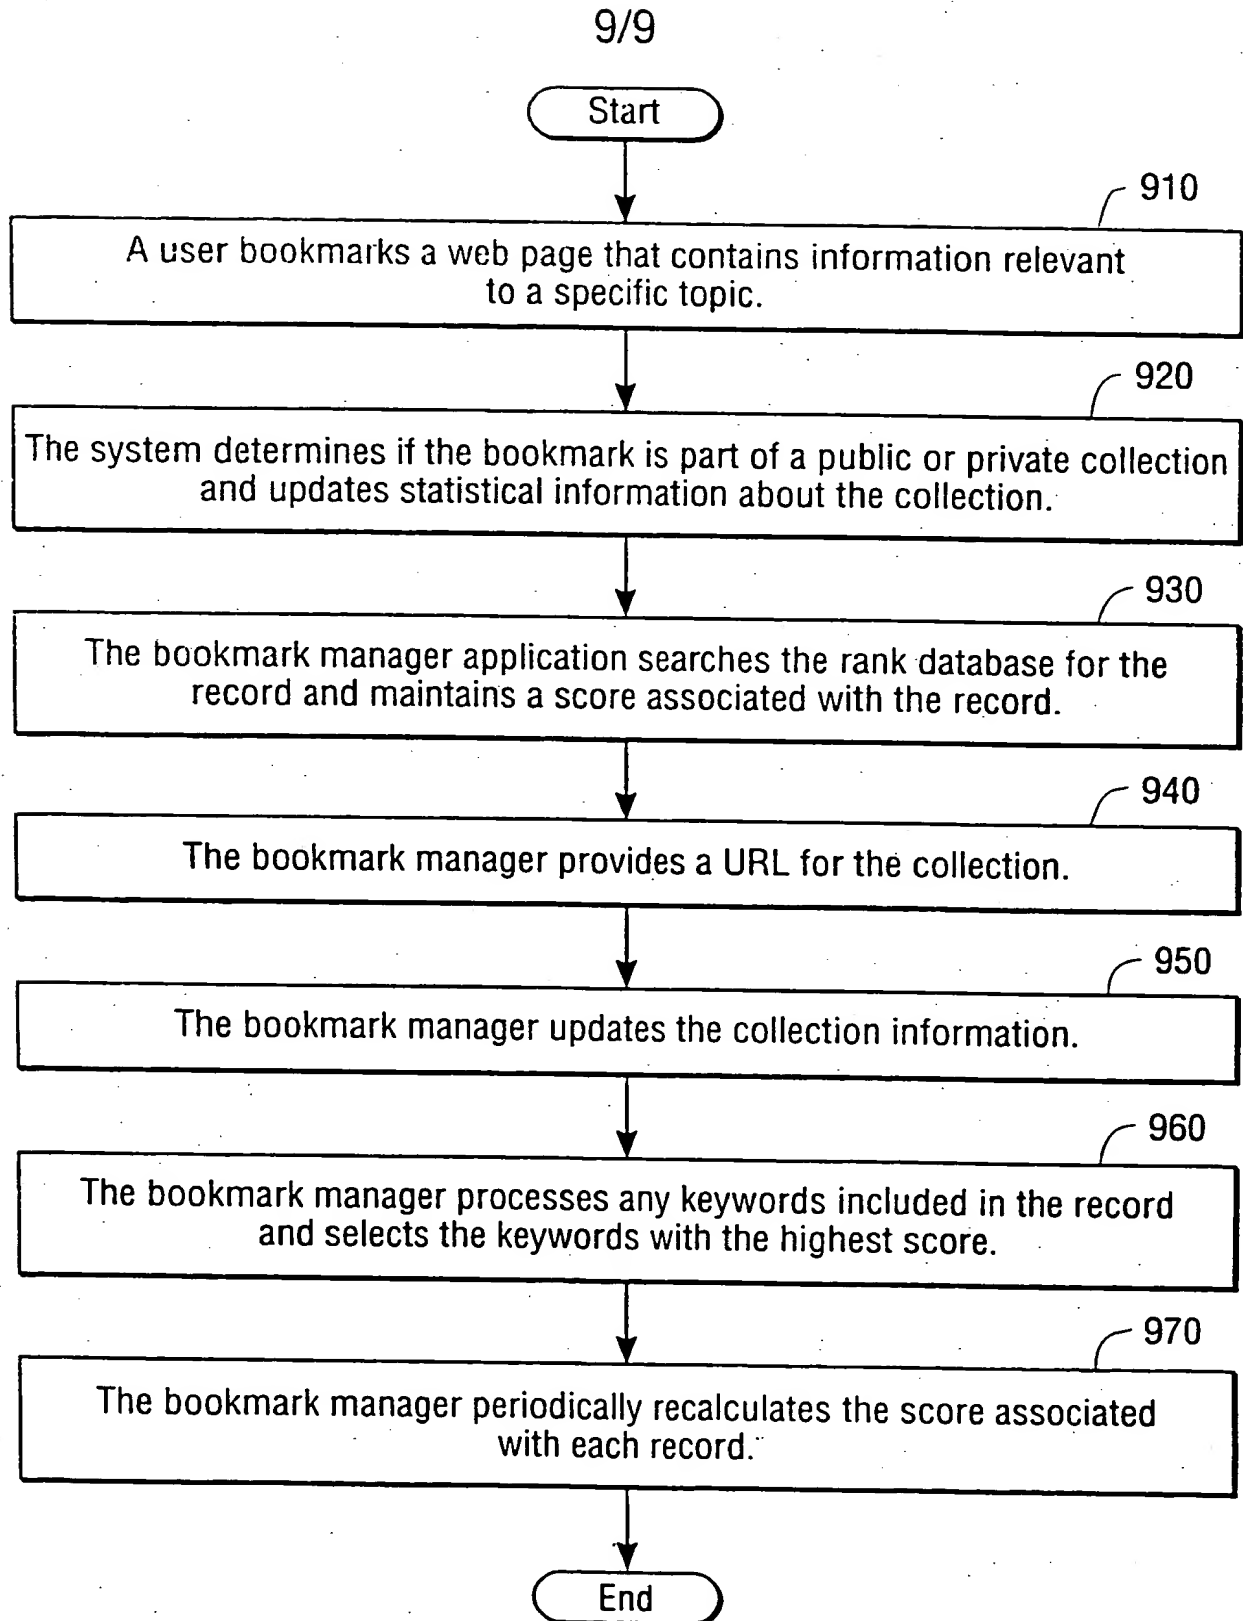 9/9
Start
910
A user bookmarks a web page that contains information relevant
to a specific topic.
920
The system determines if the bookmark is part of a public or private collection
and updates statistical information about the collection.
930
The bookmark manager application searches the rank database for the
record and maintains a score associated with the record.
940
The bookmark manager provides a URL for the collection.
950
The bookmark manager updates the collection information.
960
The bookmark manager processes any keywords included in the record
and selects the keywords with the highest score.
970
The bookmark manager periodically recalculates the score associated
with each record.
End